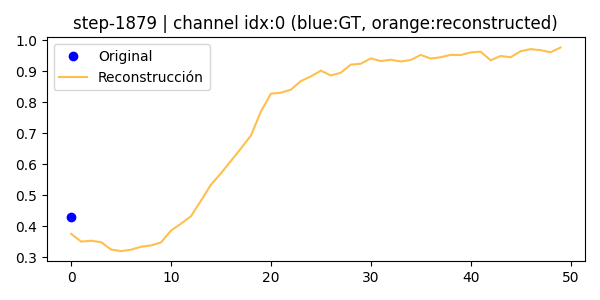 step-1879 | channel idx:0 (blue:GT, orange:reconstructed)
Original
Reconstrucción
1.0
0.9
0.8
0.7
0.6
0.5
0.4
0.3
0 10 20 30 40 50